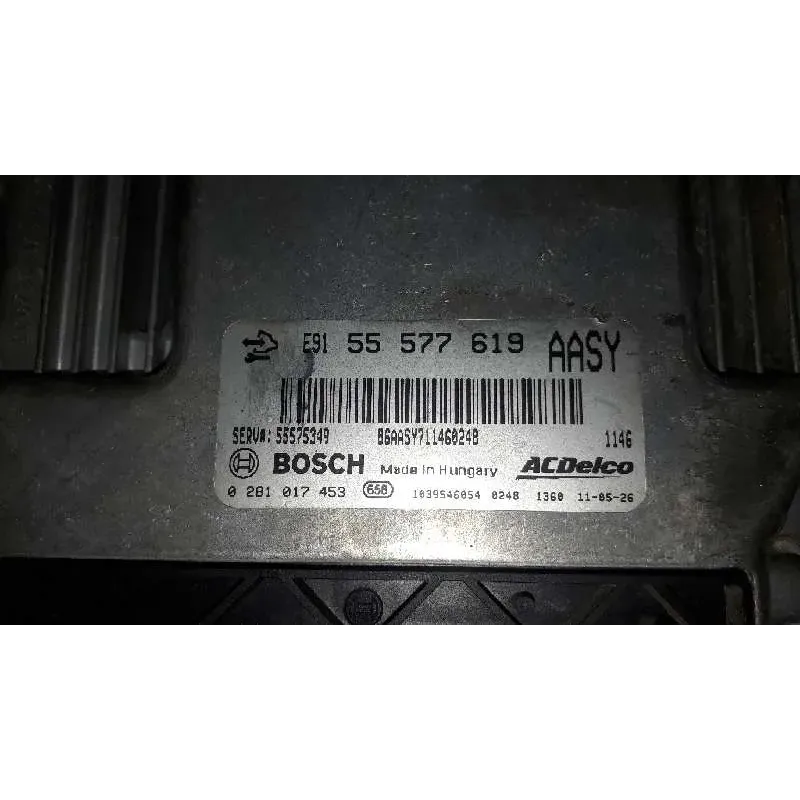 E91 55 577 619 AASY
SERV#: 55575349 86AASY711460248 1146
BOSCH Made in Hungary ACDelco
0 281 017 453 658 1039S46054 0248 1360 11-05-26